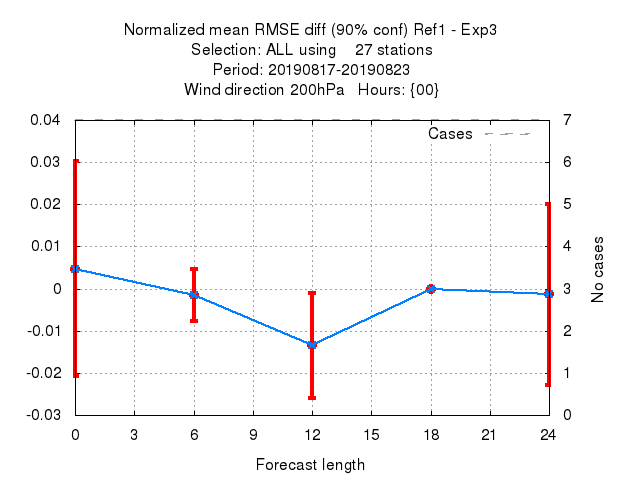 Normalized mean RMSE diff (90% conf) Ref1 - Exp3
Selection: ALL using    27 stations
Period: 20190817-20190823
Wind direction 200hPa   Hours: {00}
Cases
0.04
0.03
0.02
0.01
0
-0.01
-0.02
-0.03
7
6
5
4
3
2
1
0
No cases
0 3 6 9 12 15 18 21 24
Forecast length